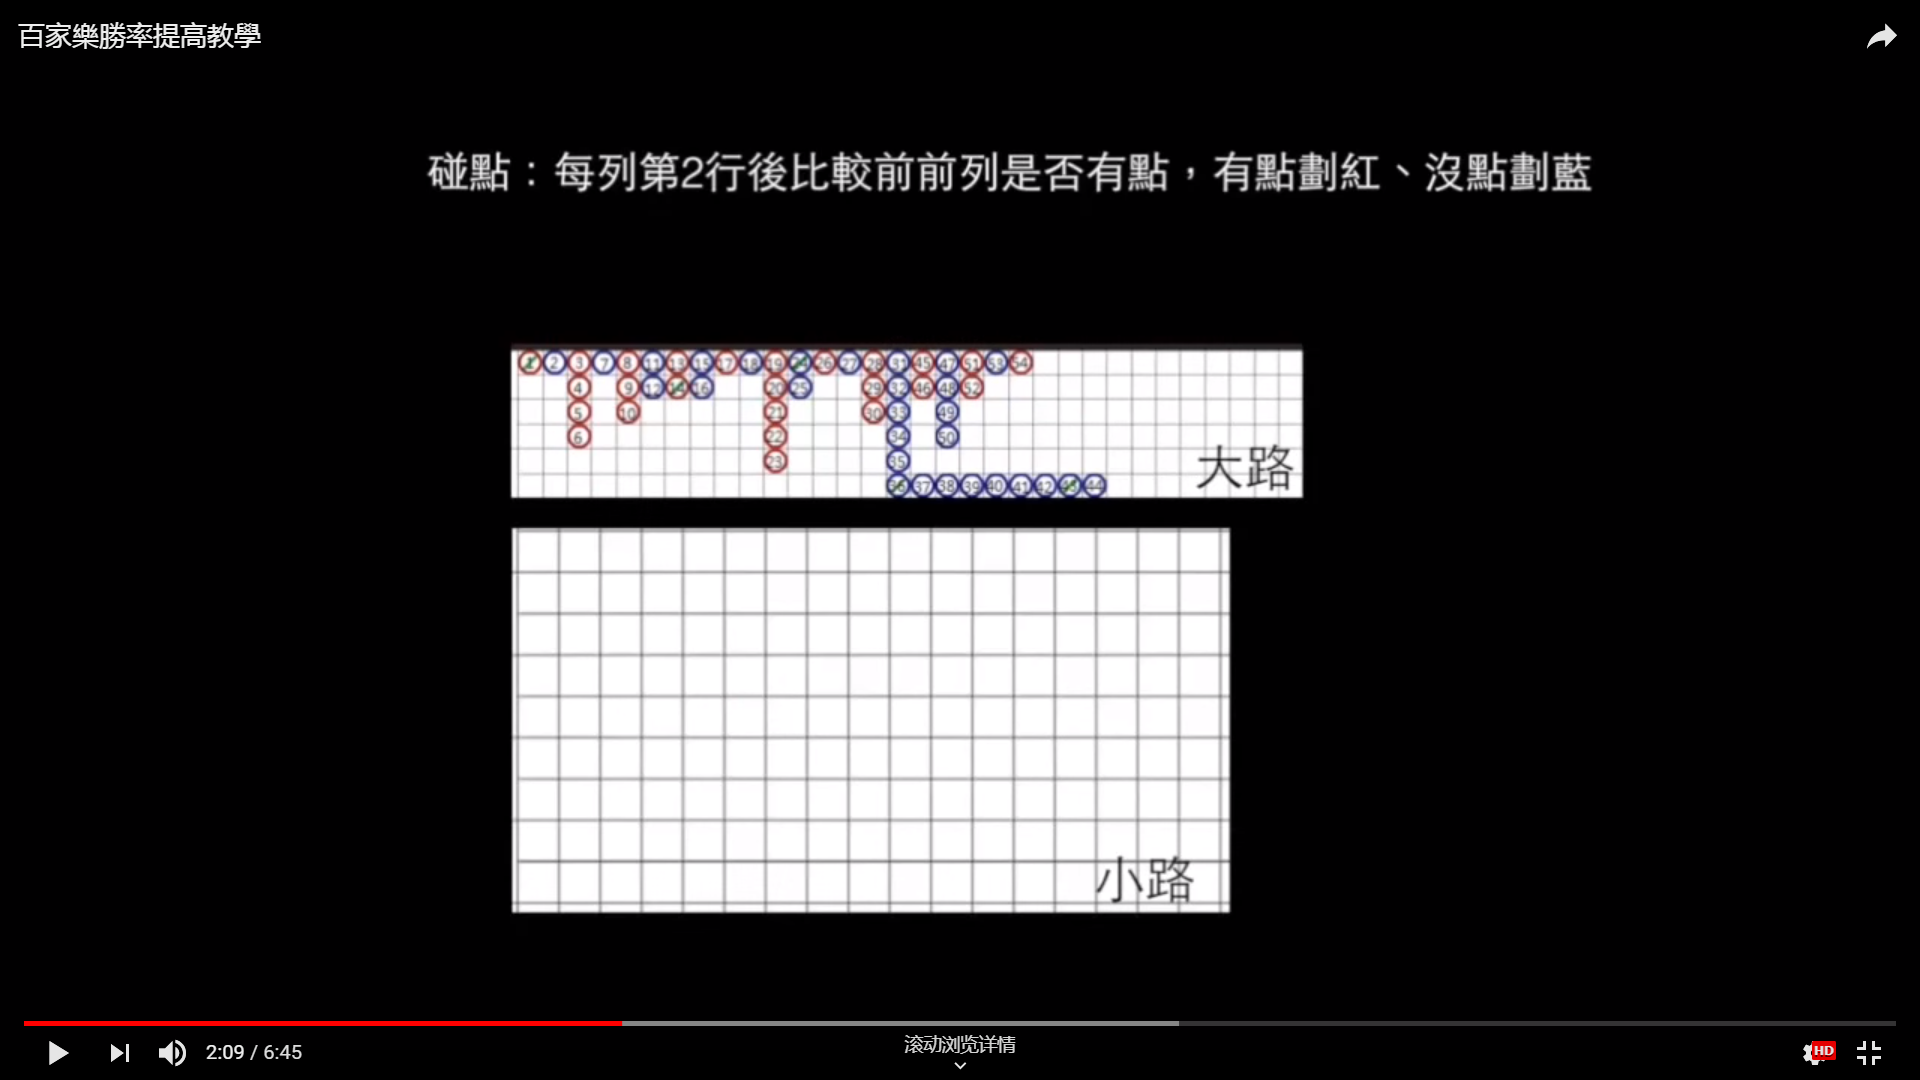 百家樂勝率提高教學
碰點：每列第2行後比較前前列是否有點，有點劃紅、沒點劃藍
1 2 3 7 8 11 13 15 17 18 19 24 26 27 28 31 45 47 51 53 54
4 9 12 14 16 20 25 29 32 46 48 52
5 10 21 30 33 49
6 22 34 50
23 35
36 37 38 39 40 41 42 43 44
大路
小路
2:09 / 6:45
滚动浏览详情
HD